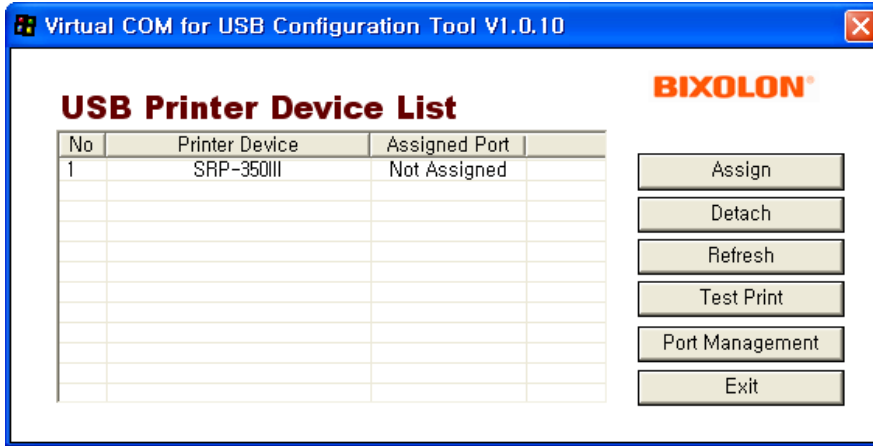 Virtual COM for USB Configuration Tool V1.0.10
BIXOLON®
USB Printer Device List
No Printer Device Assigned Port
1 SRP-350III Not Assigned
Assign
Detach
Refresh
Test Print
Port Management
Exit